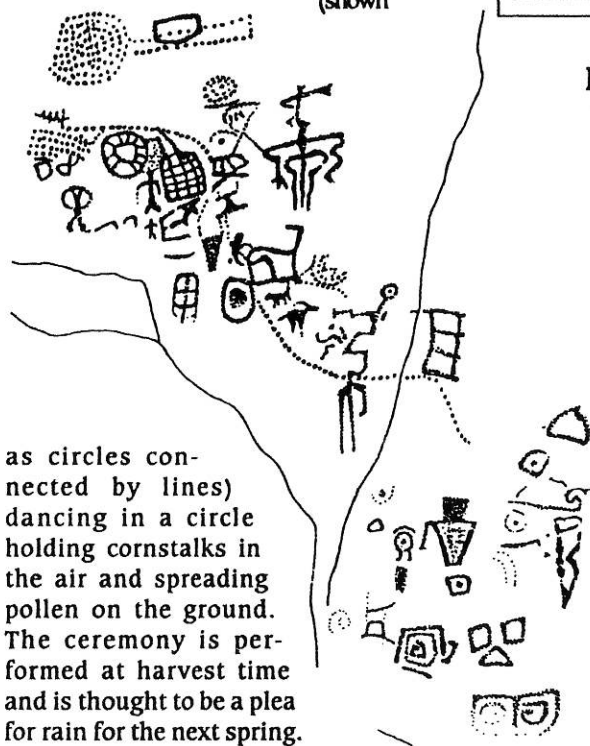 (shown
as circles con-
nected by lines)
dancing in a circle
holding cornstalks in
the air and spreading
pollen on the ground.
The ceremony is per-
formed at harvest time
and is thought to be a plea
for rain for the next spring.